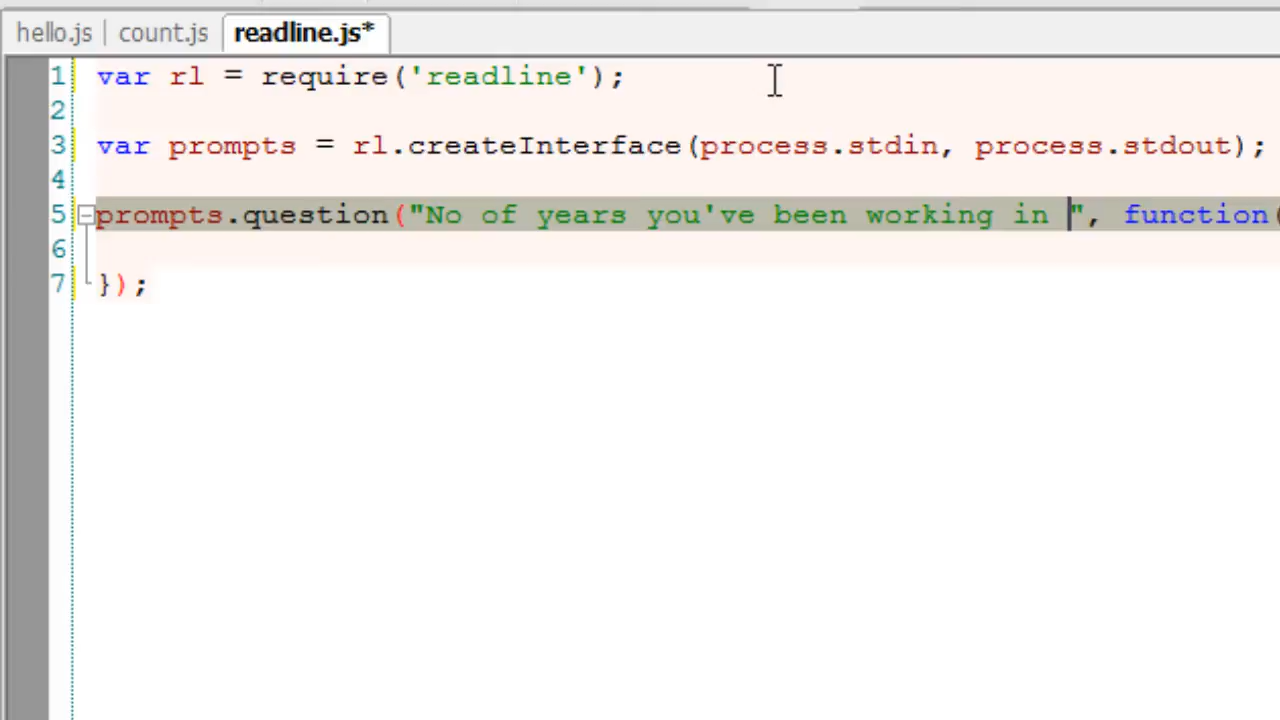 hello.js count.js readline.js*
1 var rl = require('readline');
2
3 var prompts = rl.createInterface(process.stdin, process.stdout);
4
5 prompts.question("No of years you've been working in ", function(
6
7 });